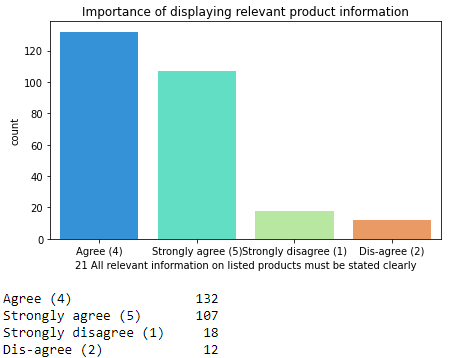 Importance of displaying relevant product information
120
100
80
60
40
20
0
count
Agree (4) Strongly agree (5) Strongly disagree (1) Dis-agree (2)
21 All relevant information on listed products must be stated clearly
Agree (4) 132
Strongly agree (5) 107
Strongly disagree (1) 18
Dis-agree (2) 12